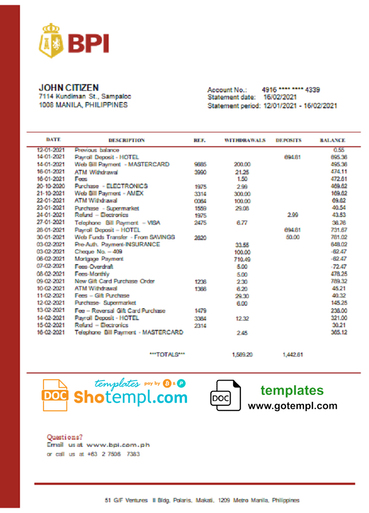 BPI
JOHN CITIZEN
7114 Kundiman St., Sampaloc
1008 MANILA, PHILIPPINES
Account No.: 4916 **** **** 4339
Statement date: 16/02/2021
Statement period: 12/01/2021 - 16/02/2021
DATE DESCRIPTION REF. WITHDRAWALS DEPOSITS BALANCE
12-01-2021 Previous balance 0.55
14-01-2021 Payroll Deposit - HOTEL 694.81 695.36
14-01-2021 Web Bill Payment - MASTERCARD 9685 200.00 495.36
16-01-2021 ATM Withdrawal 3990 21.25 474.11
16-01-2021 Fees 1.50 472.61
20-10-2020 Purchase - ELECTRONICS 1975 2.99 469.62
21-10-2020 Web Bill Payment - AMEX 3314 300.00 169.62
22-01-2021 ATM Withdrawal 0064 100.00 69.62
23-01-2021 Purchase - Supermarket 1559 29.08 40.54
24-01-2021 Refund - Electronics 1975 2.99 43.53
27-01-2021 Telephone Bill Payment - VISA 2475 6.77 36.76
28-01-2021 Payroll Deposit - HOTEL 694.81 731.57
30-01-2021 Web Funds Transfer - From SAVINGS 2620 50.00 781.02
03-02-2021 Pre-Auth. Payment-INSURANCE 33.55 648.02
03-02-2021 Cheque No. - 409 100.00 -62.47
06-02-2021 Mortgage Payment 710.49 -62.47
07-02-2021 Fees-Overdraft 5.00 -72.47
08-02-2021 Fees-Monthly 5.00 478.25
09-02-2021 New Gift Card Purchase Order 1236 2.30 789.32
10-02-2021 ATM Withdrawal 1366 6.20 45.21
11-02-2021 Fees - Gift Purchase 29.30 40.32
12-02-2021 Purchase- Supermarket 6.00 145.25
13-02-2021 Fee - Reversal Gift Card Purchase 1479 238.00
14-02-2021 Payroll Deposit - HOTEL 3364 12.32 321.00
15-02-2021 Refund - Electronics 2314 30.21
16-02-2021 Telephone Bill Payment - MASTERCARD 2.45 365.12
***TOTALS*** 1,589.20 1,442.61
templates
DOC Shotempl.com
DOC templates
www.gotempl.com
Questions?
Email us at www.bpi.com.ph
or call us at +63 2 7506 7383
51 G/F Ventures II Bldg. Polaris, Makati, 1209 Metro Manila, Philippines